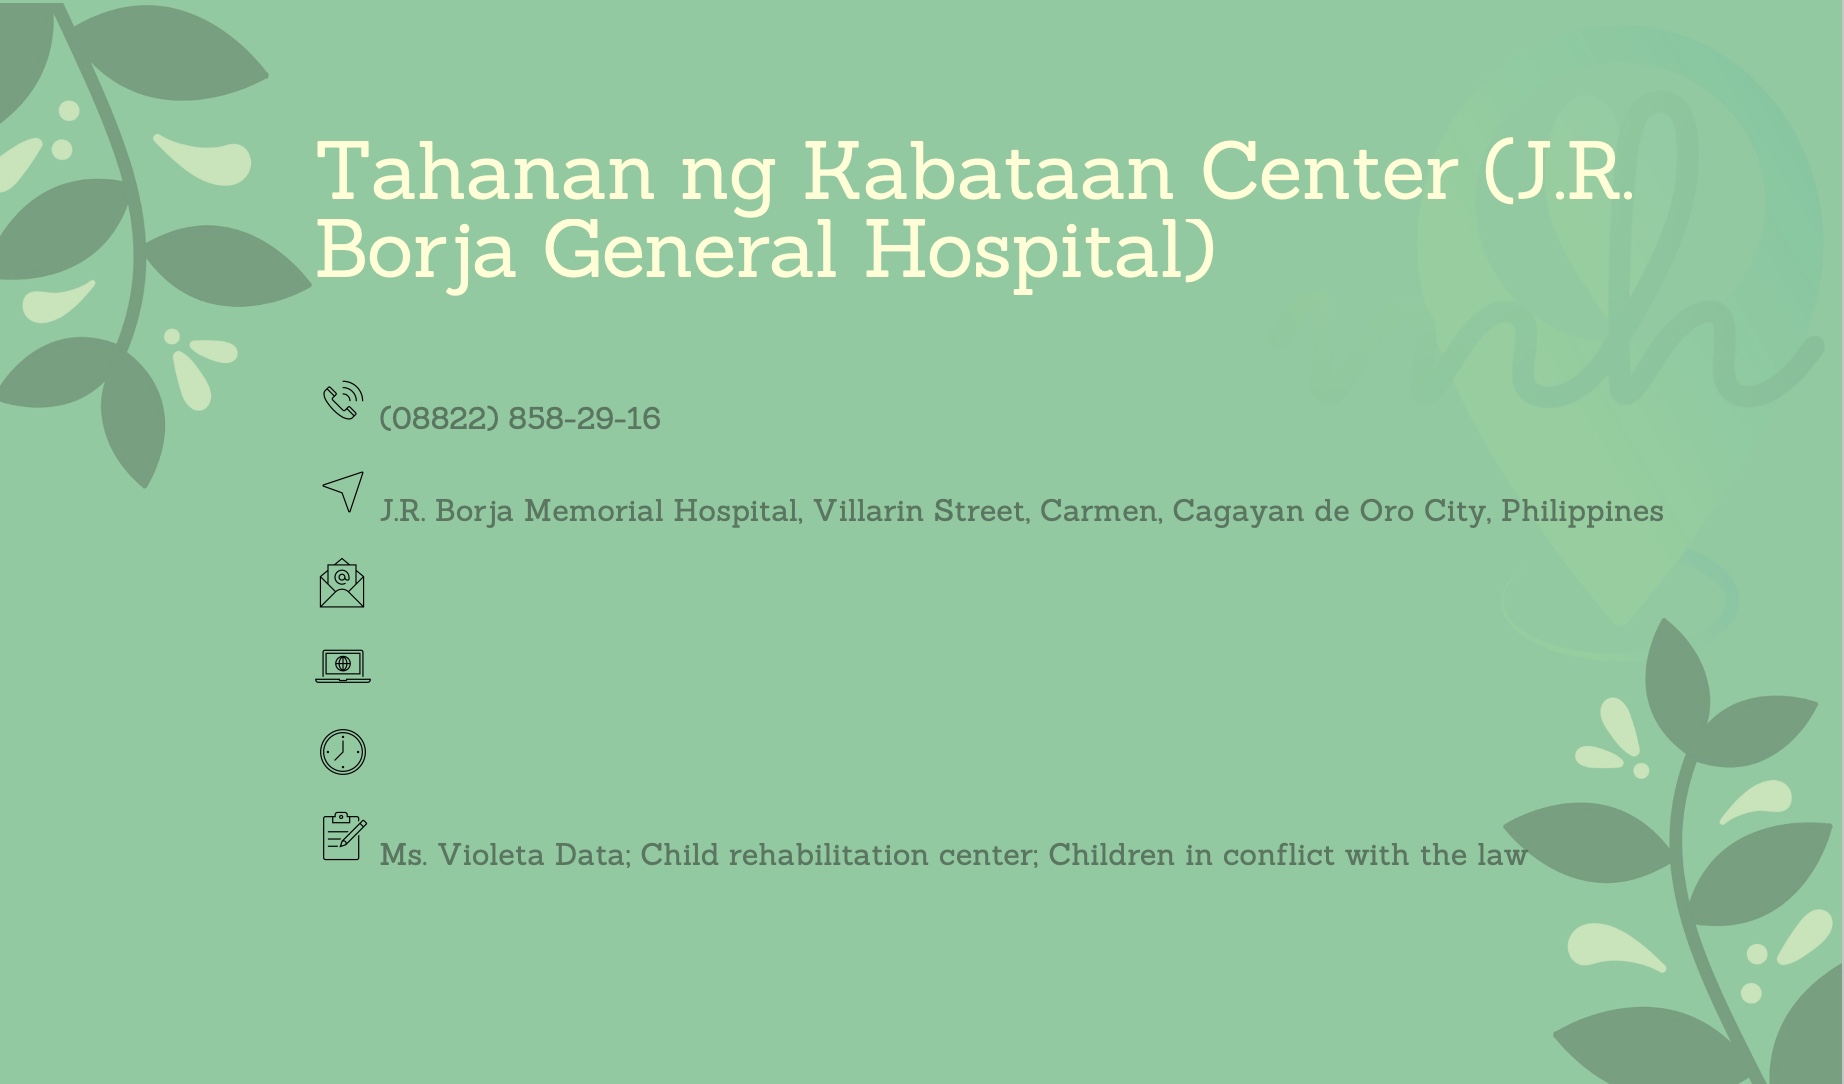 Tahanan ng Kabataan Center (J.R.
Borja General Hospital)
(08822) 858-29-16
J.R. Borja Memorial Hospital, Villarin Street, Carmen, Cagayan de Oro City, Philippines
Ms. Violeta Data; Child rehabilitation center; Children in conflict with the law